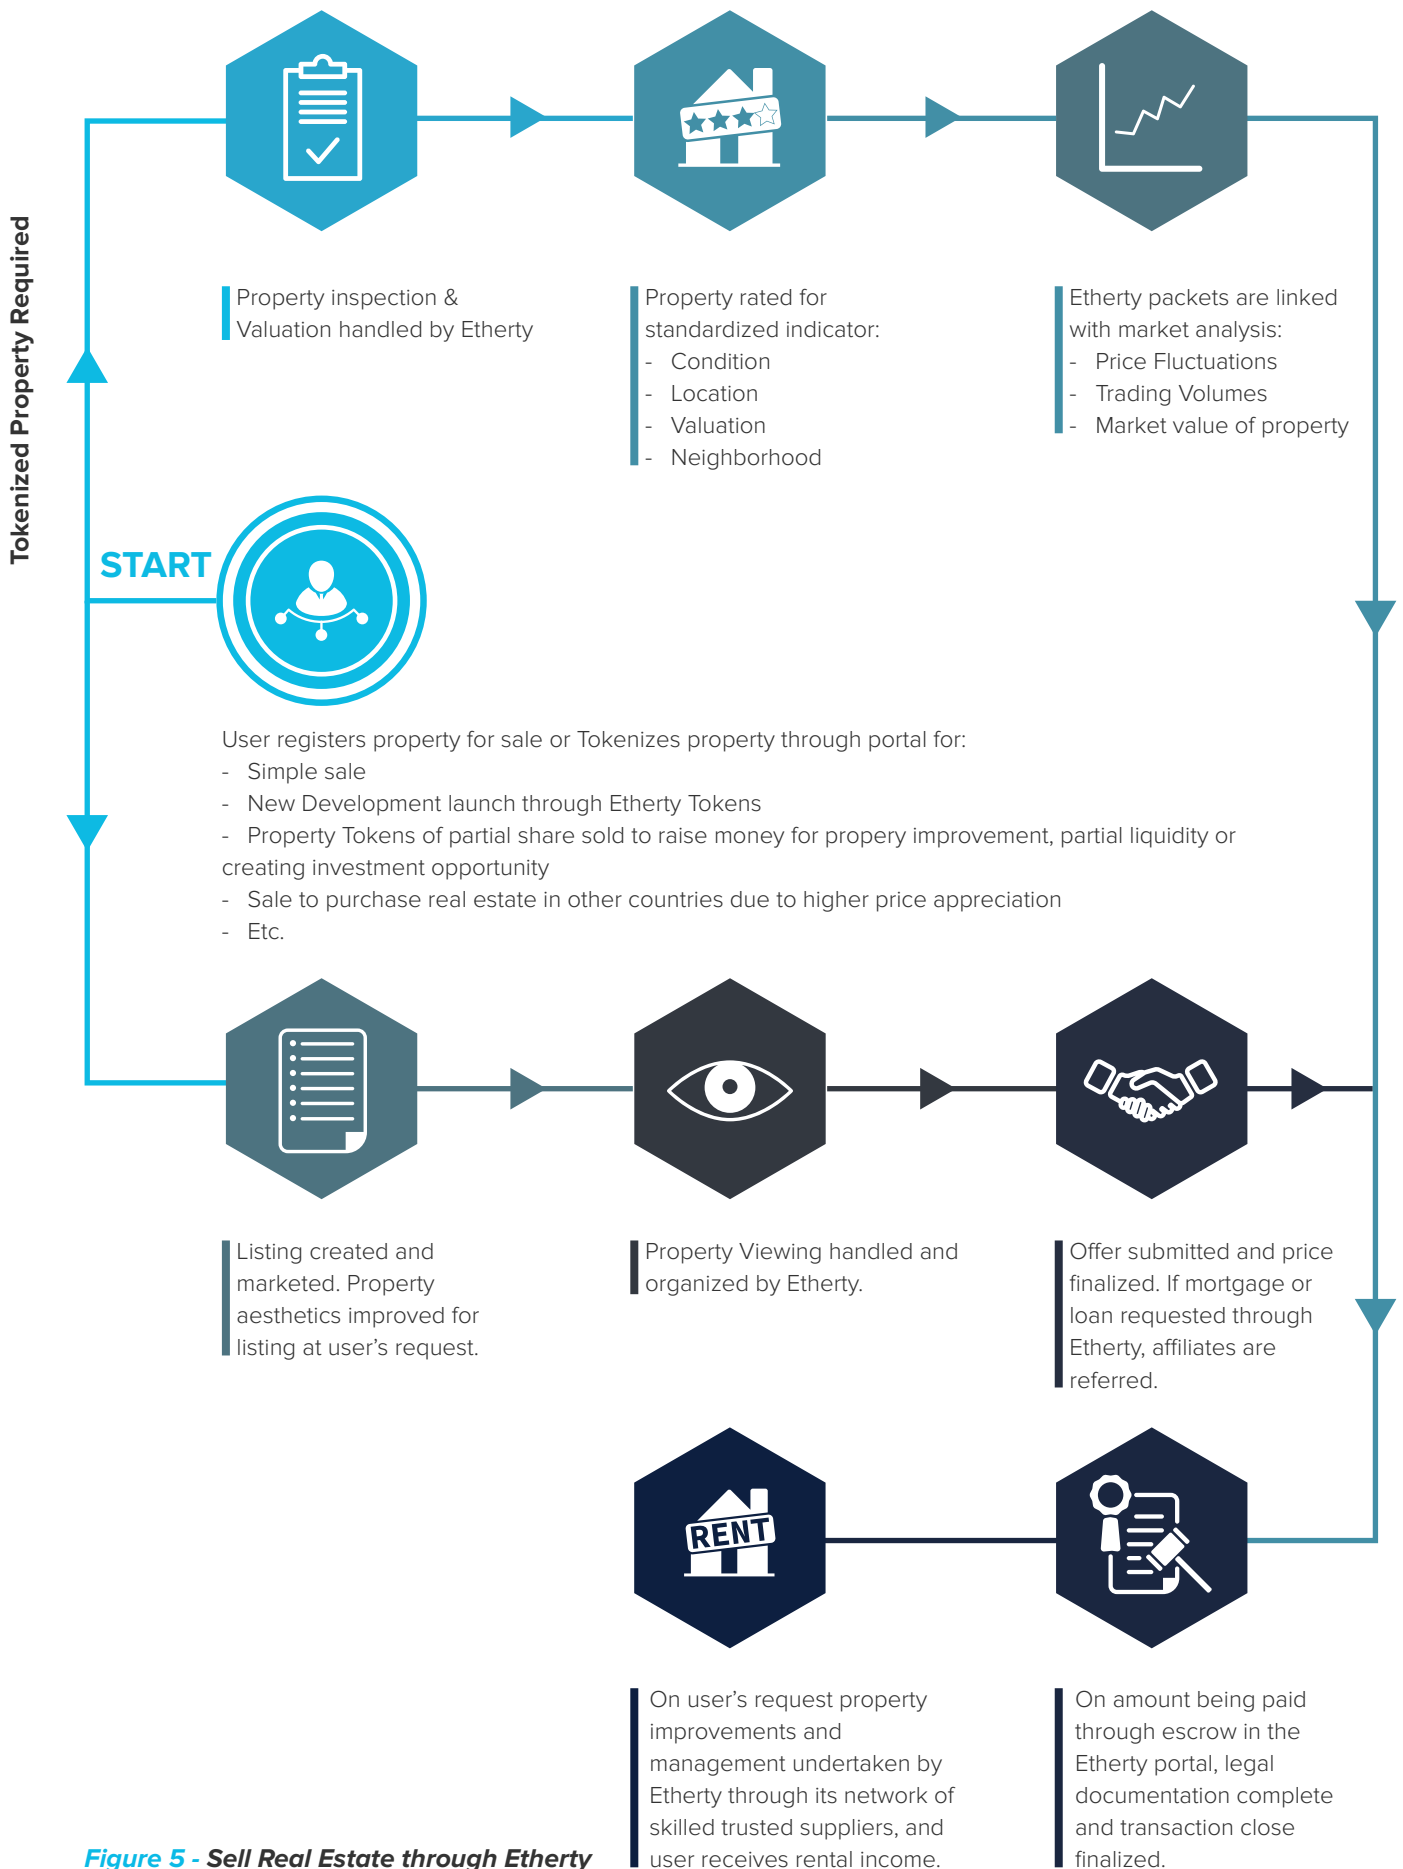 Tokenized Property Required
Property inspection &
Valuation handled by Etherty
Property rated for
standardized indicator:
- Condition
- Location
- Valuation
- Neighborhood
Etherty packets are linked
with market analysis:
- Price Fluctuations
- Trading Volumes
- Market value of property
START
User registers property for sale or Tokenizes property through portal for:
- Simple sale
- New Development launch through Etherty Tokens
- Property Tokens of partial share sold to raise money for propery improvement, partial liquidity or
creating investment opportunity
- Sale to purchase real estate in other countries due to higher price appreciation
- Etc.
Listing created and
marketed. Property
aesthetics improved for
listing at user’s request.
Property Viewing handled and
organized by Etherty.
Offer submitted and price
finalized. If mortgage or
loan requested through
Etherty, affiliates are
referred.
RENT
On user’s request property
improvements and
management undertaken by
Etherty through its network of
skilled trusted suppliers, and
user receives rental income.
On amount being paid
through escrow in the
Etherty portal, legal
documentation complete
and transaction close
finalized.
Figure 5 - Sell Real Estate through Etherty